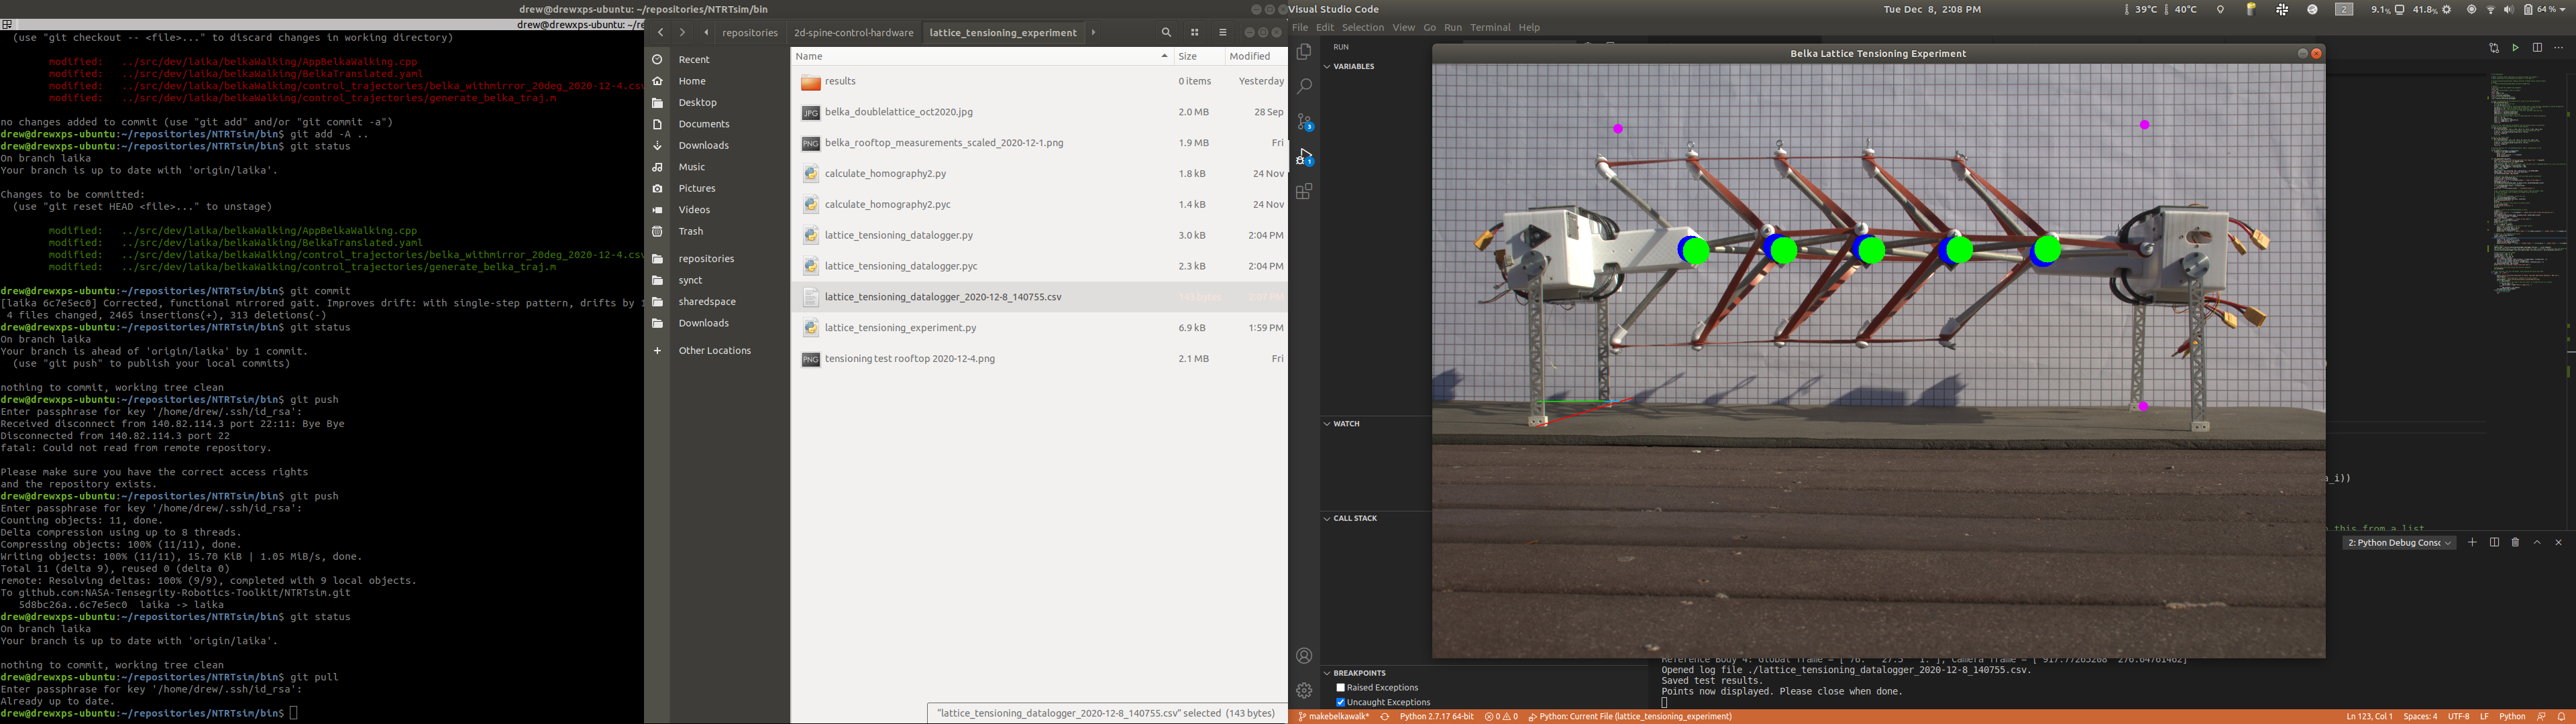 drew@drewxps-ubuntu: ~/repositories/NTRTsim/bin
drew@drewxps-ubuntu: ~/re
(use "git checkout -- <file>..." to discard changes in working directory)
modified:   ../src/dev/laika/belkaWalking/AppBelkaWalking.cpp
modified:   ../src/dev/laika/belkaWalking/BelkaTranslated.yaml
modified:   ../src/dev/laika/belkaWalking/control_trajectories/belka_withmirror_20deg_2020-12-4.csv
modified:   ../src/dev/laika/belkaWalking/control_trajectories/generate_belka_traj.m
no changes added to commit (use "git add" and/or "git commit -a")
drew@drewxps-ubuntu:~/repositories/NTRTsim/bin$ git add -A ..
drew@drewxps-ubuntu:~/repositories/NTRTsim/bin$ git status
On branch laika
Your branch is up to date with 'origin/laika'.
Changes to be committed:
(use "git reset HEAD <file>..." to unstage)
modified:   ../src/dev/laika/belkaWalking/AppBelkaWalking.cpp
modified:   ../src/dev/laika/belkaWalking/BelkaTranslated.yaml
modified:   ../src/dev/laika/belkaWalking/control_trajectories/belka_withmirror_20deg_2020-12-4.csv
modified:   ../src/dev/laika/belkaWalking/control_trajectories/generate_belka_traj.m
drew@drewxps-ubuntu:~/repositories/NTRTsim/bin$ git commit
[laika 6c7e5ec0] Corrected, functional mirrored gait. Improves drift: with single-step pattern, drifts by 1
4 files changed, 2465 insertions(+), 313 deletions(-)
drew@drewxps-ubuntu:~/repositories/NTRTsim/bin$ git status
On branch laika
Your branch is ahead of 'origin/laika' by 1 commit.
(use "git push" to publish your local commits)
nothing to commit, working tree clean
drew@drewxps-ubuntu:~/repositories/NTRTsim/bin$ git push
Enter passphrase for key '/home/drew/.ssh/id_rsa':
Received disconnect from 140.82.114.3 port 22:11: Bye Bye
Disconnected from 140.82.114.3 port 22
fatal: Could not read from remote repository.
Please make sure you have the correct access rights
and the repository exists.
drew@drewxps-ubuntu:~/repositories/NTRTsim/bin$ git push
Enter passphrase for key '/home/drew/.ssh/id_rsa':
Counting objects: 11, done.
Delta compression using up to 8 threads.
Compressing objects: 100% (11/11), done.
Writing objects: 100% (11/11), 15.70 KiB | 1.05 MiB/s, done.
Total 11 (delta 9), reused 0 (delta 0)
remote: Resolving deltas: 100% (9/9), completed with 9 local objects.
To github.com:NASA-Tensegrity-Robotics-Toolkit/NTRTsim.git
5d8bc26a..6c7e5ec0  laika -> laika
drew@drewxps-ubuntu:~/repositories/NTRTsim/bin$ git status
On branch laika
Your branch is up to date with 'origin/laika'.
nothing to commit, working tree clean
drew@drewxps-ubuntu:~/repositories/NTRTsim/bin$ git pull
Enter passphrase for key '/home/drew/.ssh/id_rsa':
Already up to date.
drew@drewxps-ubuntu:~/repositories/NTRTsim/bin$
repositories 2d-spine-control-hardware lattice_tensioning_experiment
Recent
Home
Desktop
Documents
Downloads
Music
Pictures
Videos
Trash
repositories
synct
sharedspace
Downloads
Other Locations
Name Size Modified
results 0 items Yesterday
belka_doublelattice_oct2020.jpg 2.0 MB 28 Sep
belka_rooftop_measurements_scaled_2020-12-1.png 1.9 MB Fri
calculate_homography2.py 1.8 kB 24 Nov
calculate_homography2.pyc 1.4 kB 24 Nov
lattice_tensioning_datalogger.py 3.0 kB 2:04 PM
lattice_tensioning_datalogger.pyc 2.3 kB 2:04 PM
lattice_tensioning_datalogger_2020-12-8_140755.csv 143 bytes
lattice_tensioning_experiment.py 6.9 kB 1:59 PM
tensioning test rooftop 2020-12-4.png 2.1 MB Fri
"lattice_tensioning_datalogger_2020-12-8_140755.csv" selected (143 bytes)
Visual Studio Code
Tue Dec 8, 2:08 PM
39°C 40°C 2 9.1% 41.8% 64 %
File Edit Selection View Go Run Terminal Help
RUN
VARIABLES
3
1
Belka Lattice Tensioning Experiment
WATCH
CALL STACK
BREAKPOINTS
Raised Exceptions
Uncaught Exceptions
_i))
this from a list
2: Python Debug Consc
Opened log file ./lattice_tensioning_datalogger_2020-12-8_140755.csv.
Saved test results.
Points now displayed. Please close when done.
makebelkawalk* Python 2.7.17 64-bit 0 0 Python: Current File (lattice_tensioning_experiment) Ln 123, Col 1 Spaces: 4 UTF-8 LF Python